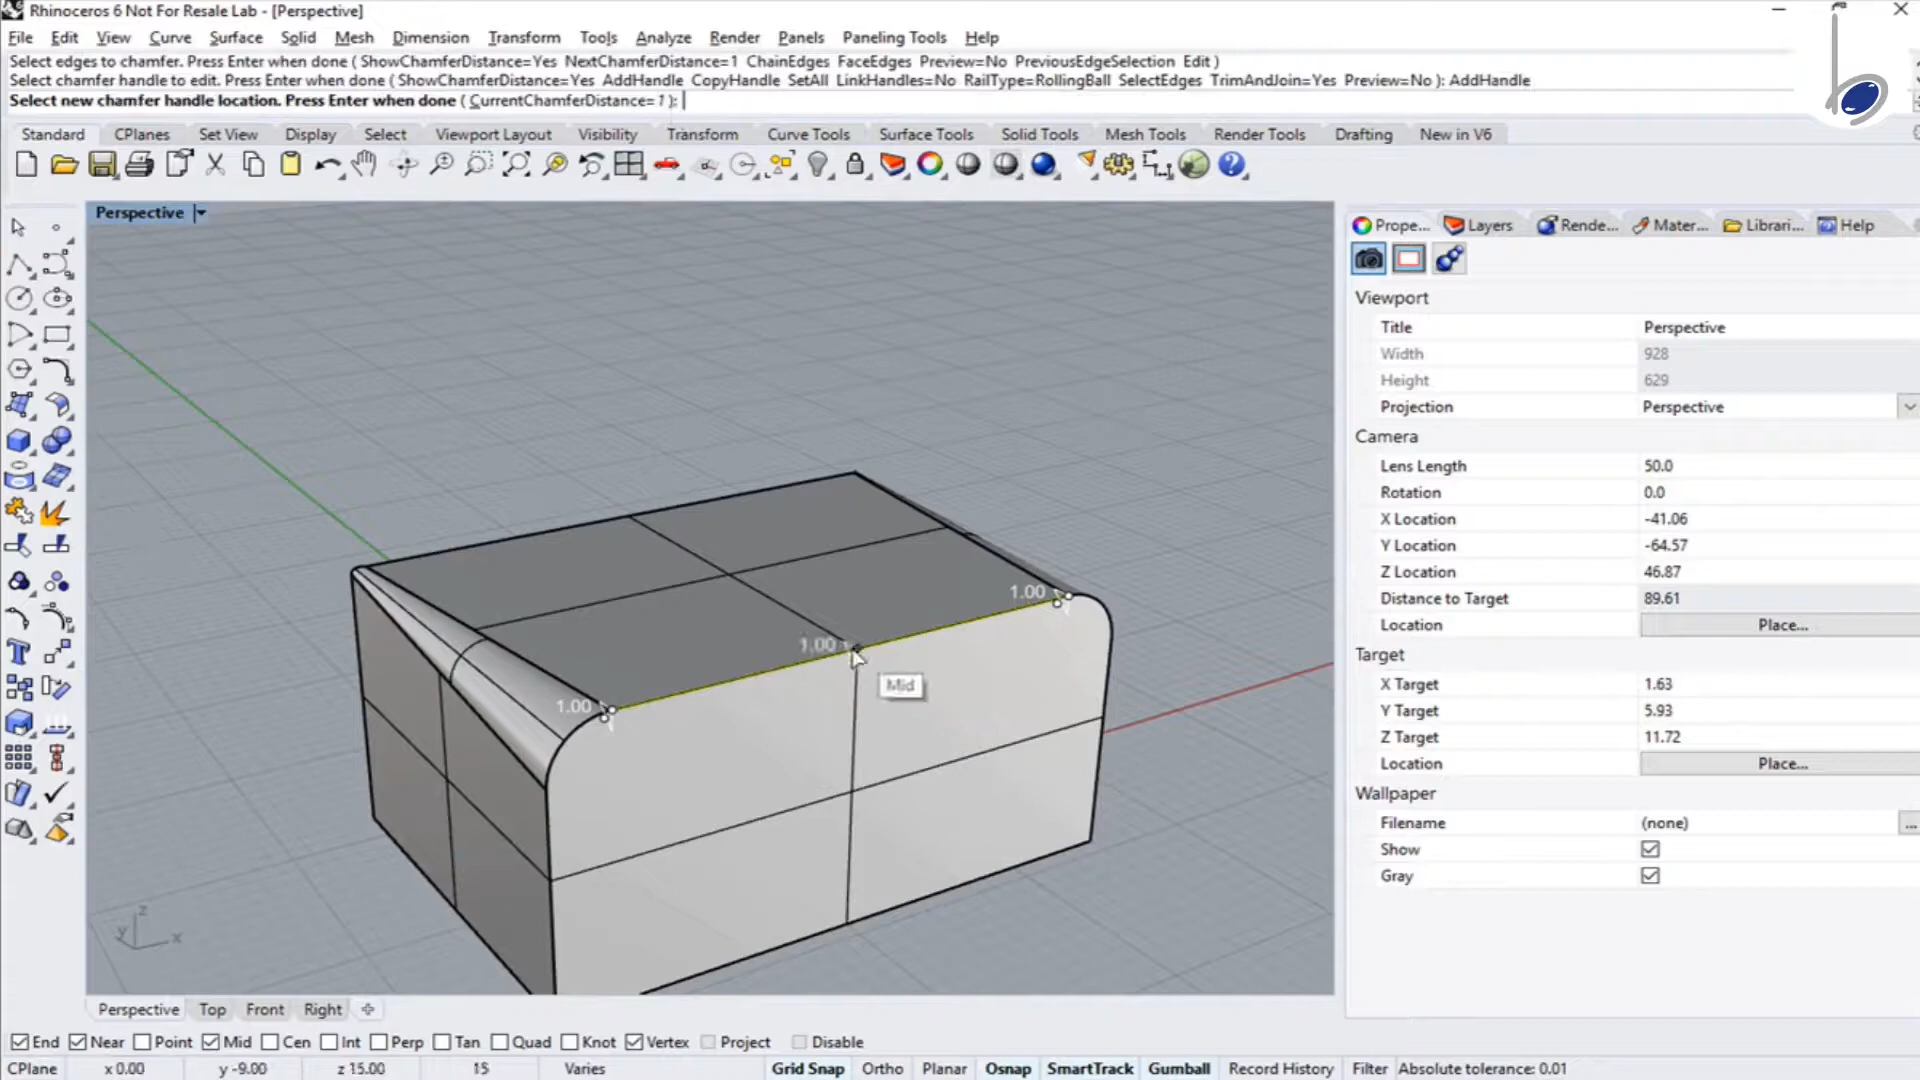 Rhinoceros 6 Not For Resale Lab - [Perspective]
File Edit View Curve Surface Solid Mesh Dimension Transform Tools Analyze Render Panels Paneling Tools Help
Select edges to chamfer. Press Enter when done ( ShowChamferDistance=Yes NextChamferDistance=1 ChainEdges FaceEdges Preview=No PreviousEdgeSelection Edit )
Select chamfer handle to edit. Press Enter when done ( ShowChamferDistance=Yes AddHandle CopyHandle SetAll LinkHandles=No RailType=RollingBall SelectEdges TrimAndJoin=Yes Preview=No ): AddHandle
Select new chamfer handle location. Press Enter when done ( CurrentChamferDistance=1 ):
Standard CPlanes Set View Display Select Viewport Layout Visibility Transform Curve Tools Surface Tools Solid Tools Mesh Tools Render Tools Drafting New in V6
Perspective
1.00
1.00
Mid
1.00
z
y x
Prope... Layers Rende... Mater... Librari... Help
Viewport
Title Perspective
Width 928
Height 629
Projection Perspective
Camera
Lens Length 50.0
Rotation 0.0
X Location -41.06
Y Location -64.57
Z Location 46.87
Distance to Target 89.61
Location Place...
Target
X Target 1.63
Y Target 5.93
Z Target 11.72
Location Place...
Wallpaper
Filename (none) ...
Show
Gray
Perspective Top Front Right
End Near Point Mid Cen Int Perp Tan Quad Knot Vertex Project Disable
CPlane x 0.00 y -9.00 z 15.00 15 Varies Grid Snap Ortho Planar Osnap SmartTrack Gumball Record History Filter Absolute tolerance: 0.01